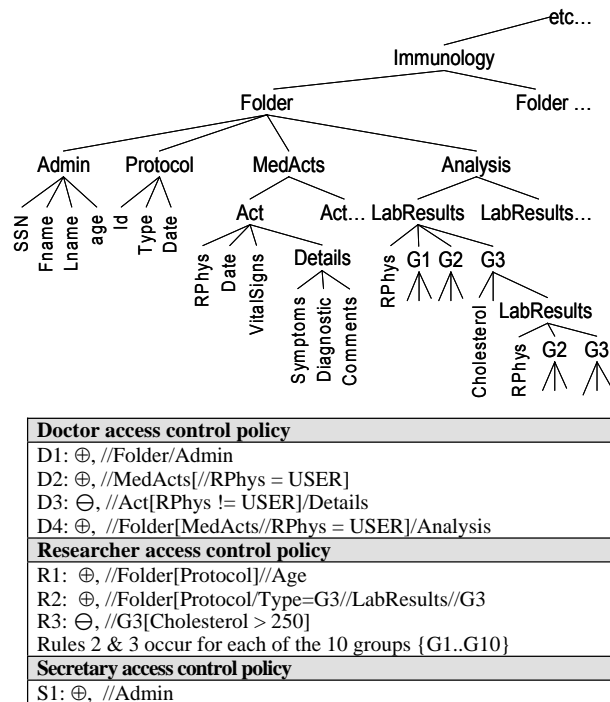 etc...
Immunology
Folder Folder ...
Admin Protocol MedActs Analysis
SSN Fname Lname age Id Type Date Act Act... LabResults LabResults...
RPhys Date VitalSigns Details RPhys G1 G2 G3
Symptoms Diagnostic Comments Cholesterol LabResults
RPhys G2 G3
Doctor access control policy
D1: ⊕, //Folder/Admin
D2: ⊕, //MedActs[//RPhys = USER]
D3: ⊖, //Act[RPhys != USER]/Details
D4: ⊕, //Folder[MedActs//RPhys = USER]/Analysis
Researcher access control policy
R1: ⊕, //Folder[Protocol]//Age
R2: ⊕, //Folder[Protocol/Type=G3//LabResults//G3
R3: ⊖, //G3[Cholesterol > 250]
Rules 2 & 3 occur for each of the 10 groups {G1..G10}
Secretary access control policy
S1: ⊕, //Admin